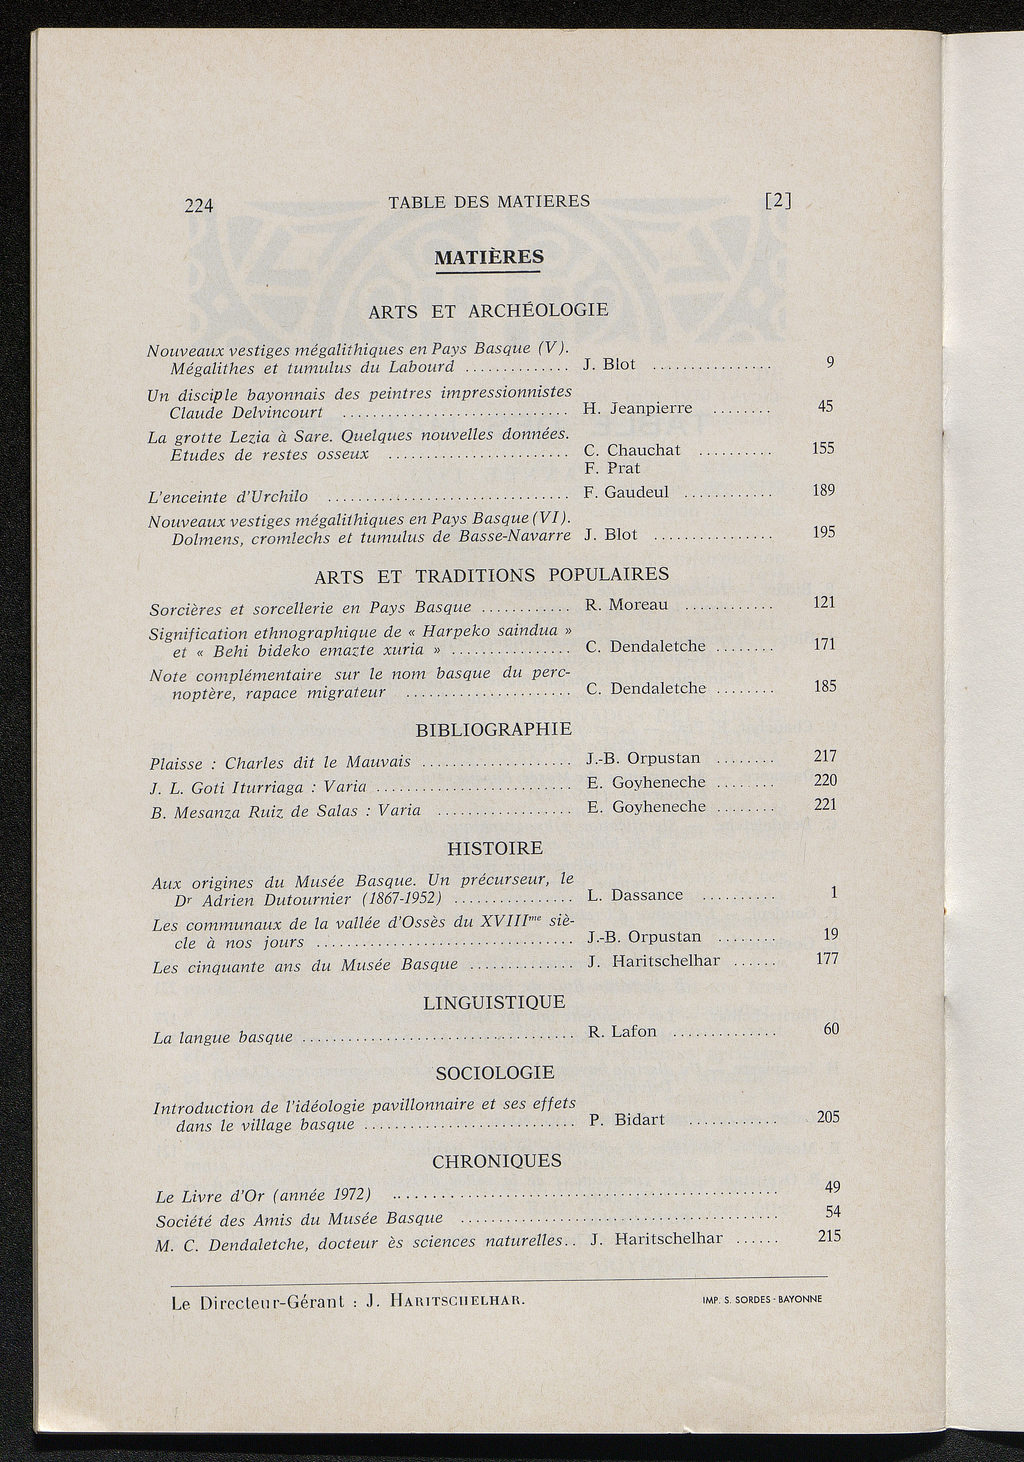 224 TABLE DES MATIERES [2]
MATIÈRES
ARTS ET ARCHÉOLOGIE
Nouveaux vestiges mégalithiques en Pays Basque (V).
Mégalithes et tumulus du Labourd .............. J. Blot ................ 9
Un disciple bayonnais des peintres impressionnistes
Claude Delvincourt .............................. H. Jeanpierre ........ 45
La grotte Lezia à Sare. Quelques nouvelles données.
Etudes de restes osseux ........................ C. Chauchat .......... 155
F. Prat
L'enceinte d'Urchilo ................................ F. Gaudeul ............ 189
Nouveaux vestiges mégalithiques en Pays Basque (VI).
Dolmens, cromlechs et tumulus de Basse-Navarre J. Blot ................ 195
ARTS ET TRADITIONS POPULAIRES
Sorcières et sorcellerie en Pays Basque ............ R. Moreau ............ 121
Signification ethnographique de « Harpeko saindua »
et « Behi bideko emazte xuria » ................ C. Dendaletche ........ 171
Note complémentaire sur le nom basque du perc-
noptère, rapace migrateur ...................... C. Dendaletche ........ 185
BIBLIOGRAPHIE
Plaisse : Charles dit le Mauvais .................... J.-B. Orpustan ........ 217
J. L. Goti Iturriaga : Varia .......................... E. Goyheneche ........ 220
B. Mesanza Ruiz de Salas : Varia .................. E. Goyheneche ........ 221
HISTOIRE
Aux origines du Musée Basque. Un précurseur, le
Dr Adrien Dutournier (1867-1952) ................ L. Dassance .......... 1
Les communaux de la vallée d'Ossès du XVIIIme siè-
cle à nos jours .................................. J.-B. Orpustan ........ 19
Les cinquante ans du Musée Basque .............. J. Haritschelhar ...... 177
LINGUISTIQUE
La langue basque .................................... R. Lafon .............. 60
SOCIOLOGIE
Introduction de l'idéologie pavillonnaire et ses effets
dans le village basque ............................ P. Bidart ............ 205
CHRONIQUES
Le Livre d'Or (année 1972) .................................................. 49
Société des Amis du Musée Basque .......................................... 54
M. C. Dendaletche, docteur ès sciences naturelles.. J. Haritschelhar ...... 215
Le Directeur-Gérant : J. HARITSCHELHAR.
IMP. S. SORDES - BAYONNE